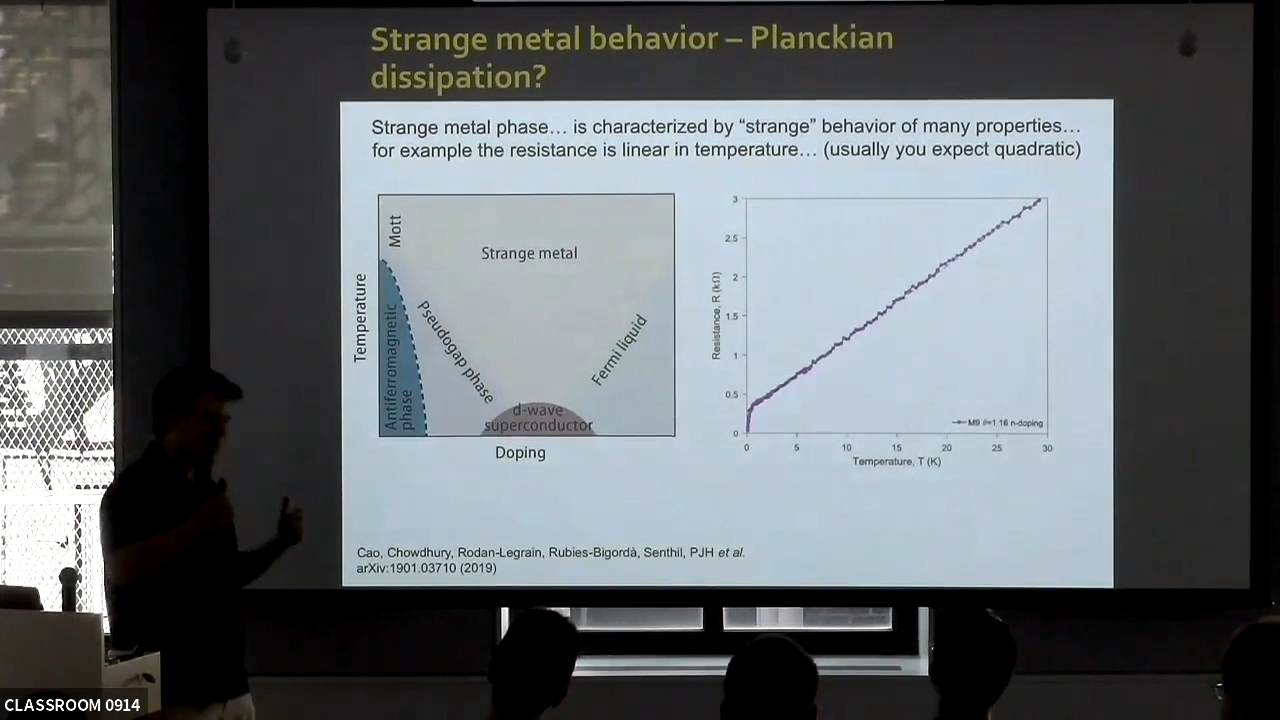 Strange metal behavior – Planckian
dissipation?
Strange metal phase… is characterized by “strange” behavior of many properties…
for example the resistance is linear in temperature… (usually you expect quadratic)
Temperature
Mott
Antiferromagnetic
phase
Pseudogap phase
Strange metal
Fermi liquid
d-wave
superconductor
Doping
Resistance, R (kΩ)
3
2.5
2
1.5
1
0.5
0
0 5 10 15 20 25 30
Temperature, T (K)
M9 θ=1.16 n-doping
Cao, Chowdhury, Rodan-Legrain, Rubies-Bigordà, Senthil, PJH et al.
arXiv:1901.03710 (2019)
CLASSROOM 0914